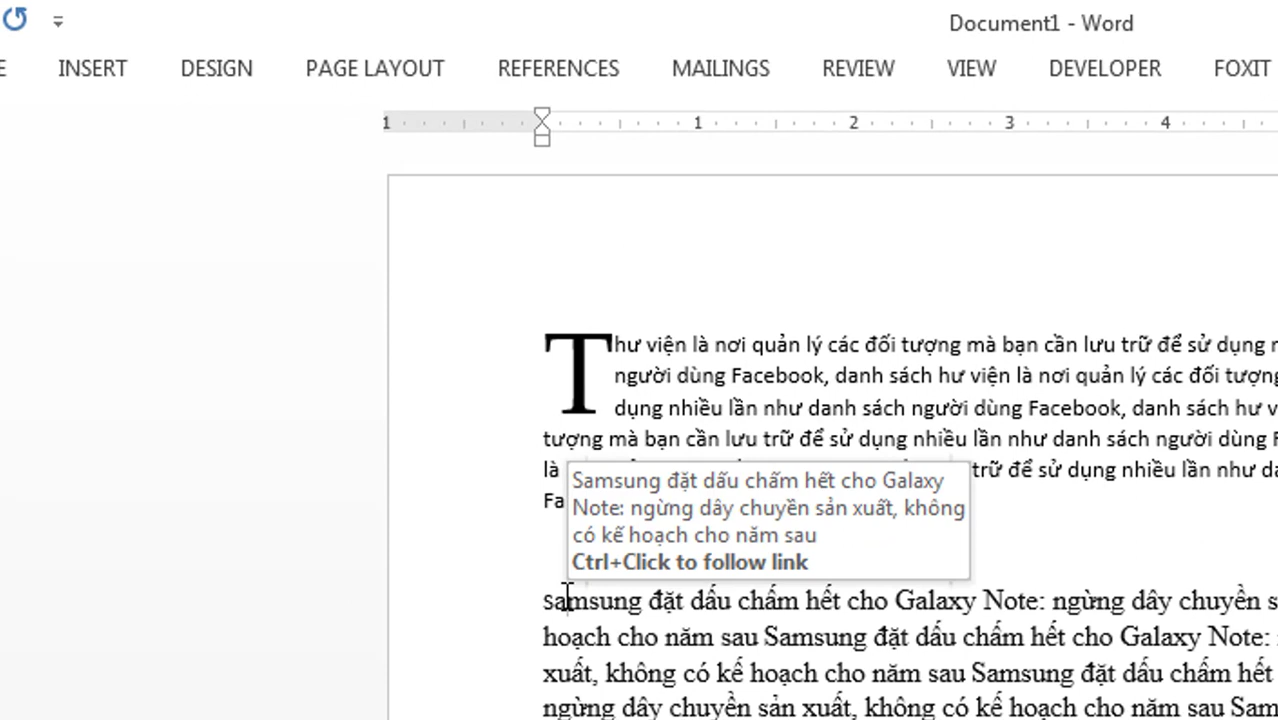 Document1 - Word
INSERT DESIGN PAGE LAYOUT REFERENCES MAILINGS REVIEW VIEW DEVELOPER FOXIT
1 1 2 3 4
Thư viện là nơi quản lý các đối tượng mà bạn cần lưu trữ để sử dụng
người dùng Facebook, danh sách hư viện là nơi quản lý các đối tượng
dụng nhiều lần như danh sách người dùng Facebook, danh sách hư
tượng mà bạn cần lưu trữ để sử dụng nhiều lần như danh sách người dùng
là trữ để sử dụng nhiều lần như
Fa
Samsung đặt dấu chấm hết cho Galaxy
Note: ngừng dây chuyền sản xuất, không
có kế hoạch cho năm sau
Ctrl+Click to follow link
Samsung đặt dấu chấm hết cho Galaxy Note: ngừng dây chuyền
hoạch cho năm sau Samsung đặt dấu chấm hết cho Galaxy Note:
xuất, không có kế hoạch cho năm sau Samsung đặt dấu chấm hết
ngừng dây chuyền sản xuất, không có kế hoạch cho năm sau Sam